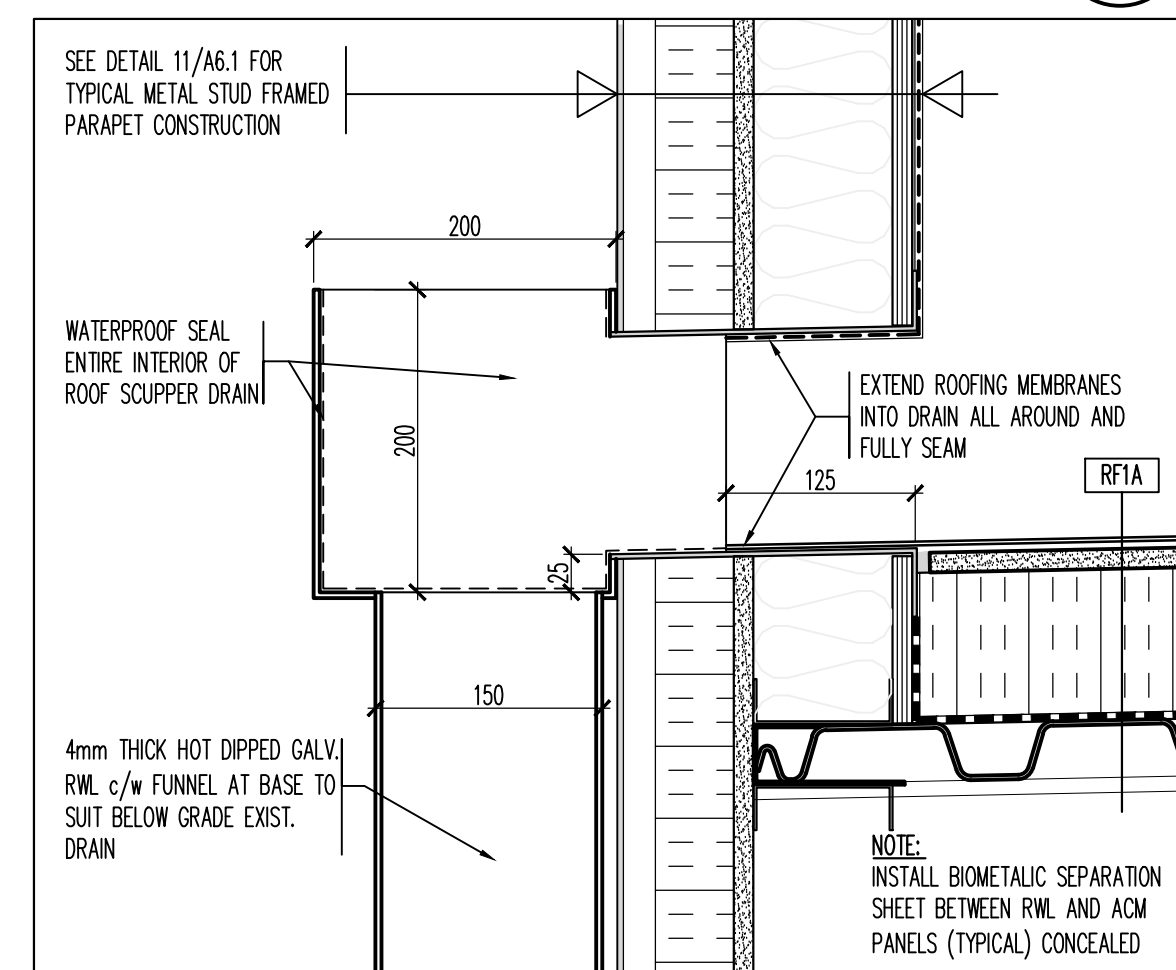 SEE DETAIL 11/A6.1 FOR
TYPICAL METAL STUD FRAMED
PARAPET CONSTRUCTION
200
WATERPROOF SEAL
ENTIRE INTERIOR OF
ROOF SCUPPER DRAIN
200
EXTEND ROOFING MEMBRANES
INTO DRAIN ALL AROUND AND
FULLY SEAM
125
RF1A
25
150
4mm THICK HOT DIPPED GALV.
RWL c/w FUNNEL AT BASE TO
SUIT BELOW GRADE EXIST.
DRAIN
NOTE:
INSTALL BIOMETALIC SEPARATION
SHEET BETWEEN RWL AND ACM
PANELS (TYPICAL) CONCEALED